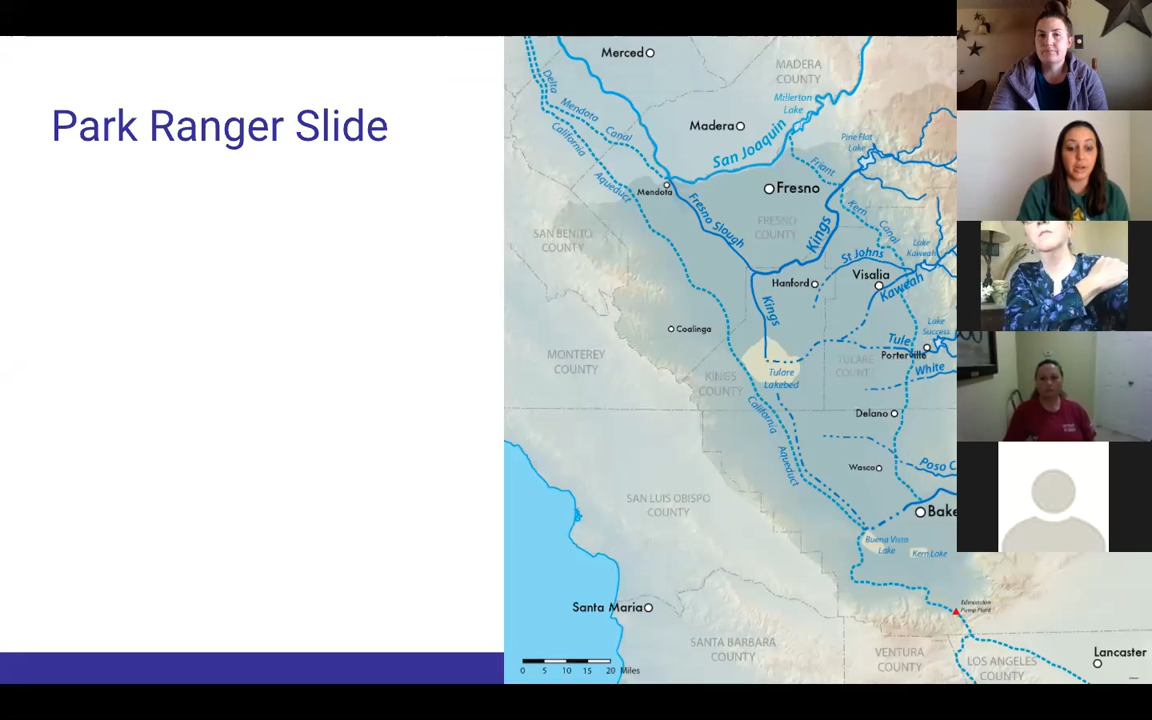 Park Ranger Slide
Merced
MADERA
COUNTY
Delta
Mendota
Canal
Millerton
Lake
Madera
San Joaquin
California
Aqueduct
Pine Flat
Lake
Friant
Mendota
Fresno
Fresno Slough
FRESNO
COUNTY
Kings
Kern
Canal
SAN BENITO
COUNTY
St Johns
Lake
Kaweah
Visalia
Hanford
Kaweah
Kings
Coalinga
Lake
Success
Tule
Porterville
MONTEREY
COUNTY
TULARE
COUNTY
White
Tulare
Lakebed
KINGS
COUNTY
California
Aqueduct
Delano
Wasco
Poso C
SAN LUIS OBISPO
COUNTY
Bake
Buena Vista
Lake
Kern Lake
Santa Maria
Edmonston
Pump Plant
SANTA BARBARA
COUNTY
VENTURA
COUNTY
LOS ANGELES
COUNTY
Lancaster
0 5 10 15 20 Miles